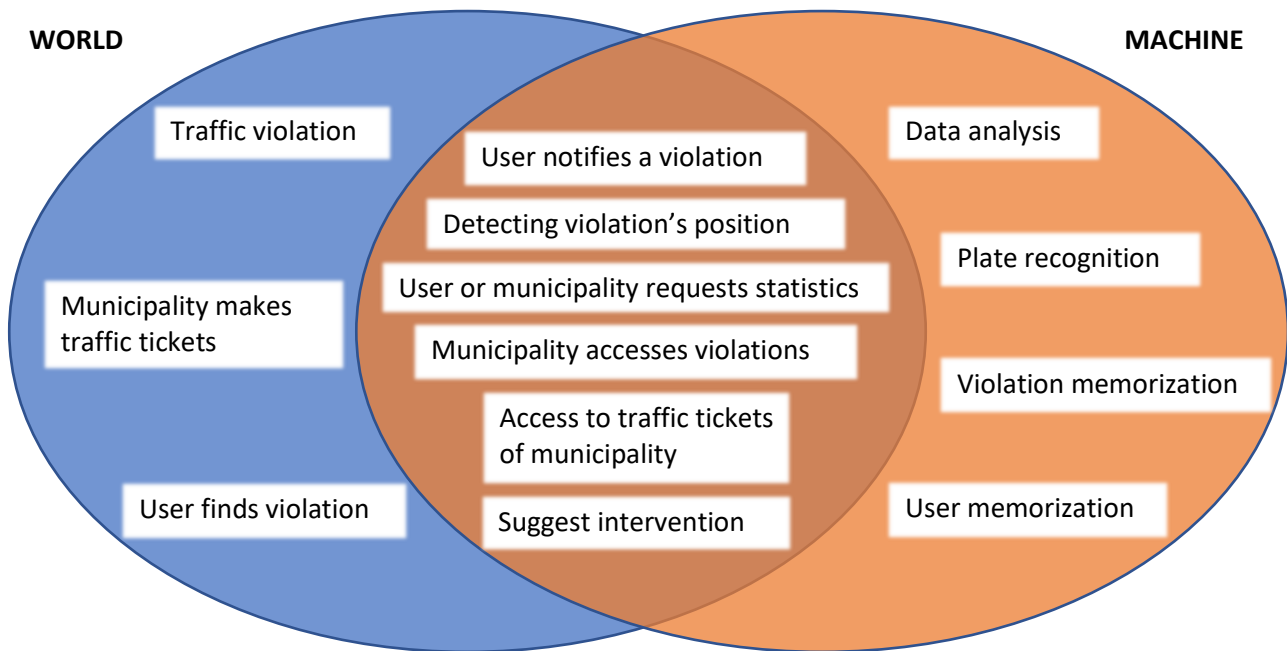 WORLD
MACHINE
Traffic violation
Municipality makes
traffic tickets
User finds violation
User notifies a violation
Detecting violation’s position
User or municipality requests statistics
Municipality accesses violations
Access to traffic tickets
of municipality
Suggest intervention
Data analysis
Plate recognition
Violation memorization
User memorization